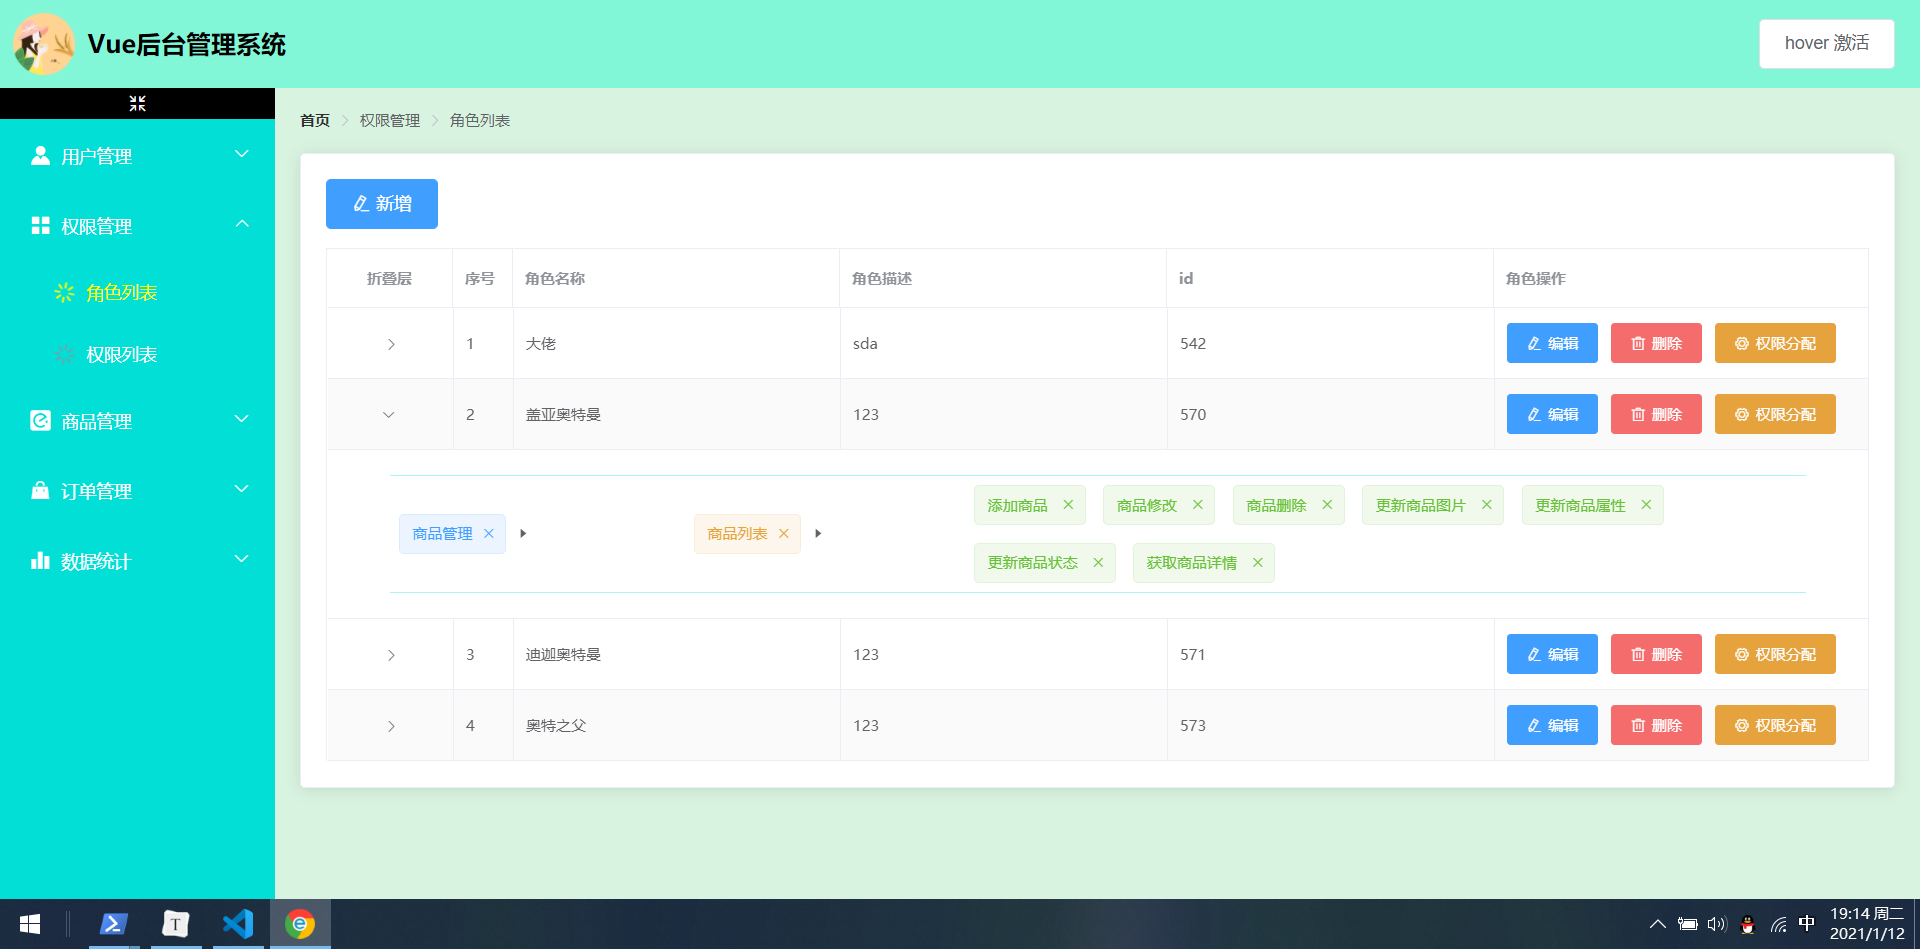 Vue后台管理系统
hover 激活
首页 权限管理 角色列表
用户管理
权限管理
角色列表
权限列表
商品管理
订单管理
数据统计
新增
折叠层 序号 角色名称 角色描述 id 角色操作
1 大佬 sda 542 编辑 删除 权限分配
2 盖亚奥特曼 123 570 编辑 删除 权限分配
商品管理 商品列表
添加商品 商品修改 商品删除 更新商品图片 更新商品属性
更新商品状态 获取商品详情
3 迪迦奥特曼 123 571 编辑 删除 权限分配
4 奥特之父 123 573 编辑 删除 权限分配
T
中
19:14 周二
2021/1/12